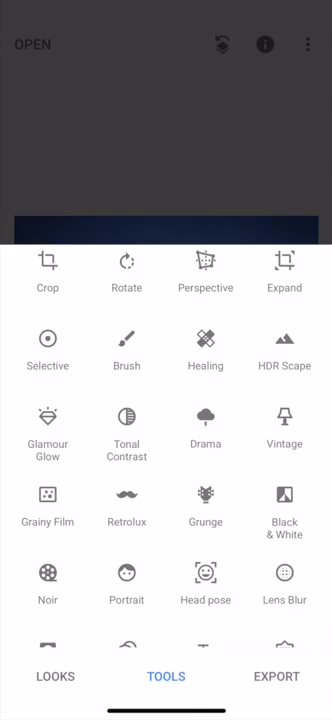 OPEN
Crop
Rotate
Perspective
Expand
Selective
Brush
Healing
HDR Scape
Glamour
Glow
Tonal
Contrast
Drama
Vintage
Grainy Film
Retrolux
Grunge
Black
& White
Noir
Portrait
Head pose
Lens Blur
LOOKS
TOOLS
EXPORT